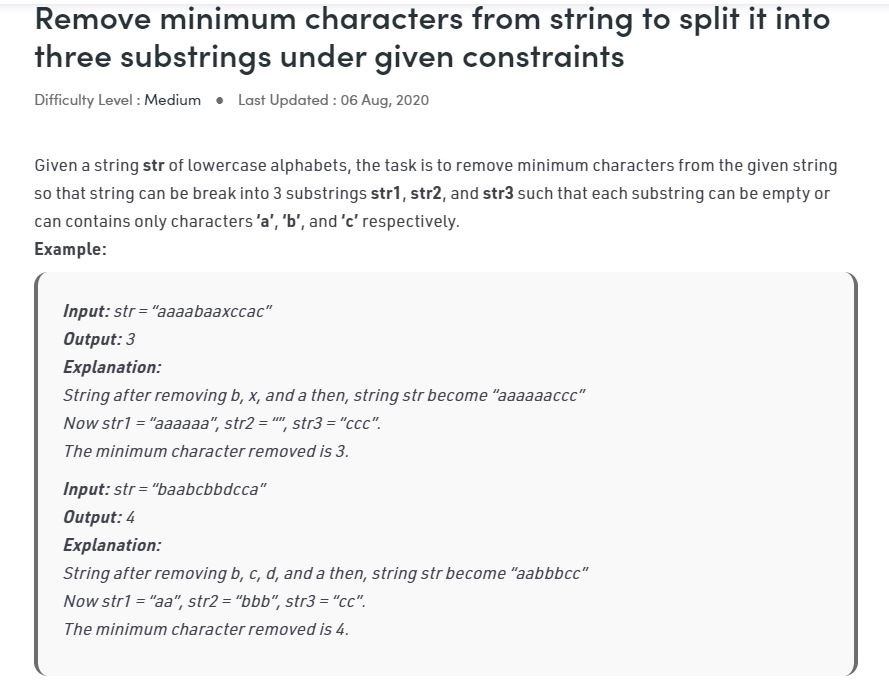 Remove minimum characters from string to split it into
three substrings under given constraints
Difficulty Level : Medium ● Last Updated : 06 Aug, 2020
Given a string str of lowercase alphabets, the task is to remove minimum characters from the given string
so that string can be break into 3 substrings str1, str2, and str3 such that each substring can be empty or
can contains only characters ‘a’, ‘b’, and ‘c’ respectively.
Example:
Input: str = “aaaabaaxccac”
Output: 3
Explanation:
String after removing b, x, and a then, string str become “aaaaaaccc”
Now str1 = “aaaaaa”, str2 = “”, str3 = “ccc”.
The minimum character removed is 3.
Input: str = “baabcbbdcca”
Output: 4
Explanation:
String after removing b, c, d, and a then, string str become “aabbbcc”
Now str1 = “aa”, str2 = “bbb”, str3 = “cc”.
The minimum character removed is 4.